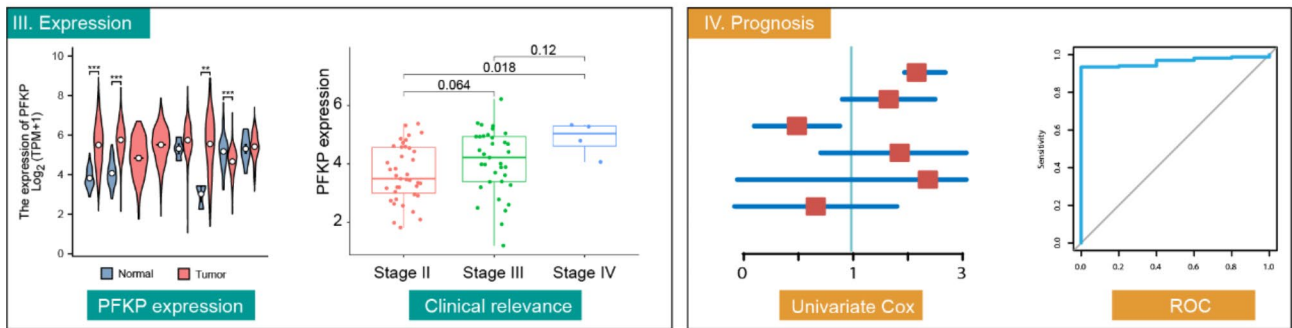 III. Expression
The expression of PFKP
Log2 (TPM+1)
10
8
6
4
2
0
***
***
**
***
Normal
Tumor
PFKP expression
PFKP expression
6
4
2
0.12
0.018
0.064
Stage II
Stage III
Stage IV
Clinical relevance
IV. Prognosis
0
1
3
Univariate Cox
Sensitivity
1.0
0.8
0.6
0.4
0.2
0.0
0.0
0.2
0.4
0.6
0.8
1.0
ROC